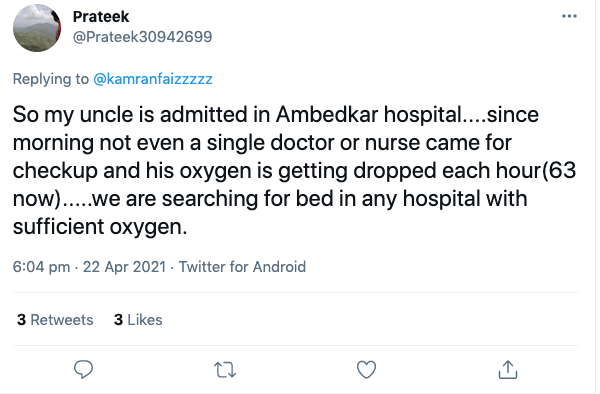 Prateek
@Prateek30942699
Replying to @kamranfaizzzzz
So my uncle is admitted in Ambedkar hospital....since
morning not even a single doctor or nurse came for
checkup and his oxygen is getting dropped each hour(63
now).....we are searching for bed in any hospital with
sufficient oxygen.
6:04 pm · 22 Apr 2021 · Twitter for Android
3 Retweets 3 Likes